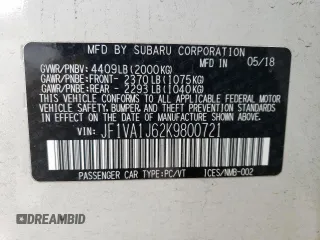 MFD BY SUBARU CORPORATION
GVWR/PNBV: 4409LB(2000KG) 05/18
GAWR/PNBE:FRONT- 2370LB(1075KG)
GAWR/PNBE:REAR - 2293LB(1040KG)
THIS VEHICLE CONFORMS TO ALL APPLICABLE FEDERAL MOTOR
VEHICLE SAFETY, BUMPER, AND THEFT PREVENTION STANDARDS
IN EFFECT ON THE DATE OF MANUFACTURE SHOWN ABOVE.
VIN: JF1VA1J62K9800721
PASSENGER CAR TYPE:PC/VT ICES/NMB-002
DREAMBID